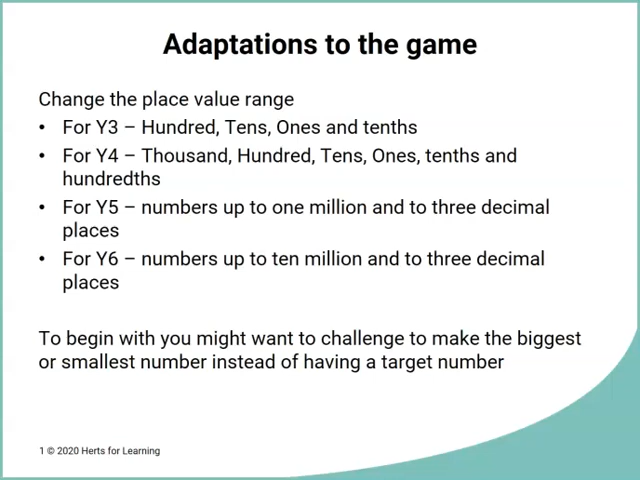 Adaptations to the game
Change the place value range
• For Y3 – Hundred, Tens, Ones and tenths
• For Y4 – Thousand, Hundred, Tens, Ones, tenths and
hundredths
• For Y5 – numbers up to one million and to three decimal
places
• For Y6 – numbers up to ten million and to three decimal
places
To begin with you might want to challenge to make the biggest
or smallest number instead of having a target number
1 © 2020 Herts for Learning